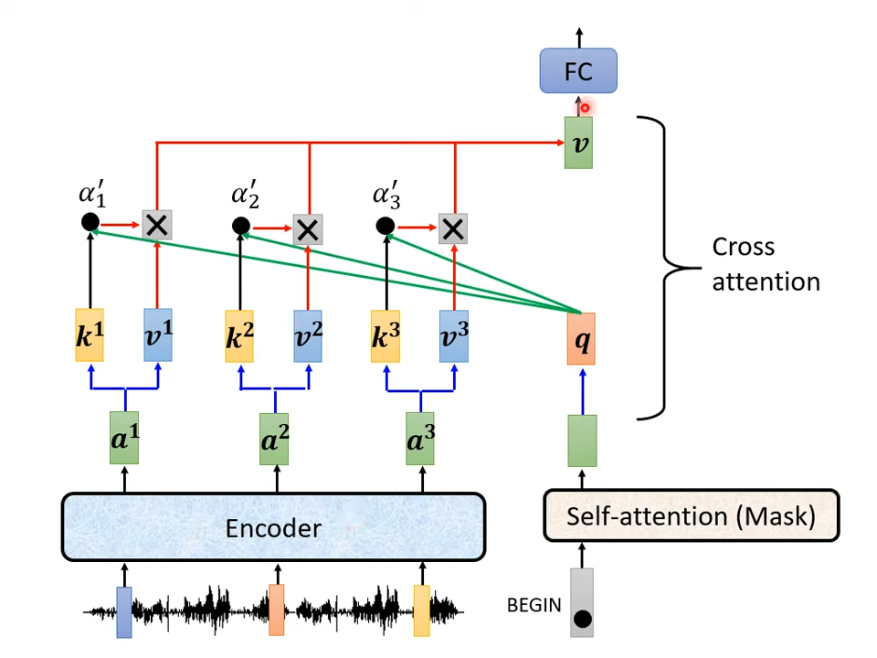 FC
v
α′₁
α′₂
α′₃
Cross
attention
k¹
v¹
k²
v²
k³
v³
q
a¹
a²
a³
Encoder
Self-attention (Mask)
BEGIN